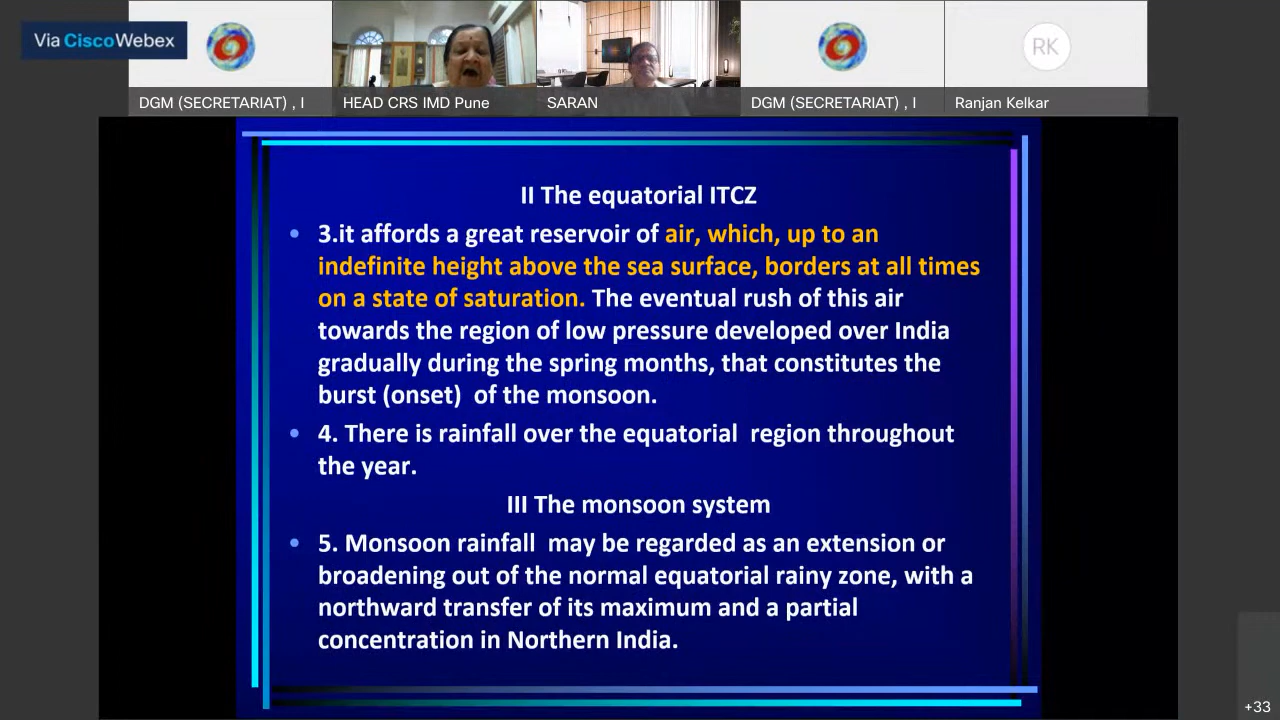 Via CiscoWebex
DGM (SECRETARIAT) , I
HEAD CRS IMD Pune
SARAN
DGM (SECRETARIAT) , I
RK
Ranjan Kelkar
II The equatorial ITCZ
• 3.it affords a great reservoir of air, which, up to an
indefinite height above the sea surface, borders at all times
on a state of saturation. The eventual rush of this air
towards the region of low pressure developed over India
gradually during the spring months, that constitutes the
burst (onset)  of the monsoon.
• 4. There is rainfall over the equatorial  region throughout
the year.
III The monsoon system
• 5. Monsoon rainfall  may be regarded as an extension or
broadening out of the normal equatorial rainy zone, with a
northward transfer of its maximum and a partial
concentration in Northern India.
+33